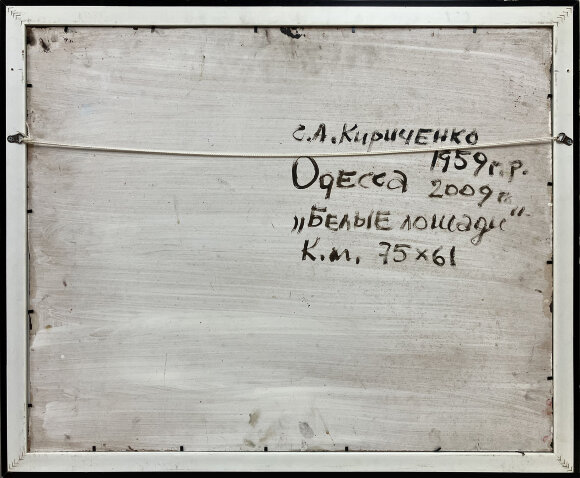 С.А. Кириченко
1959г.р.
Одесса 2009г.
„Белые лошади"
К.м. 75×61